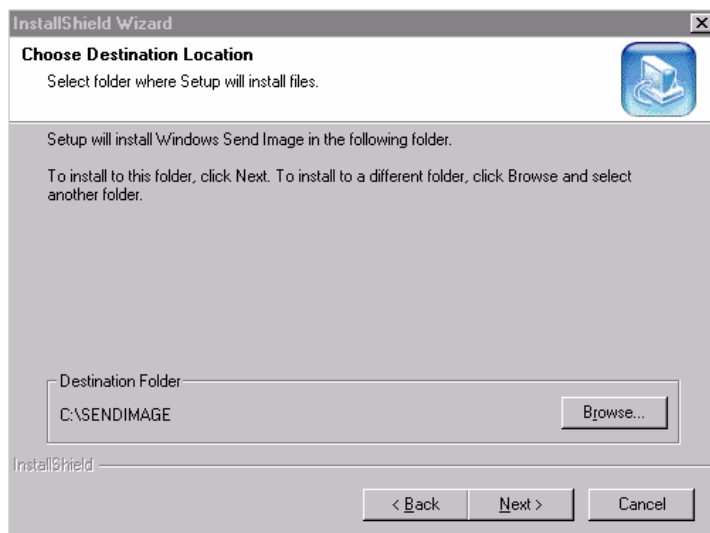 InstallShield Wizard
Choose Destination Location
Select folder where Setup will install files.
Setup will install Windows Send Image in the following folder.
To install to this folder, click Next. To install to a different folder, click Browse and select
another folder.
Destination Folder
C:\SENDIMAGE
Browse...
InstallShield
< Back
Next >
Cancel